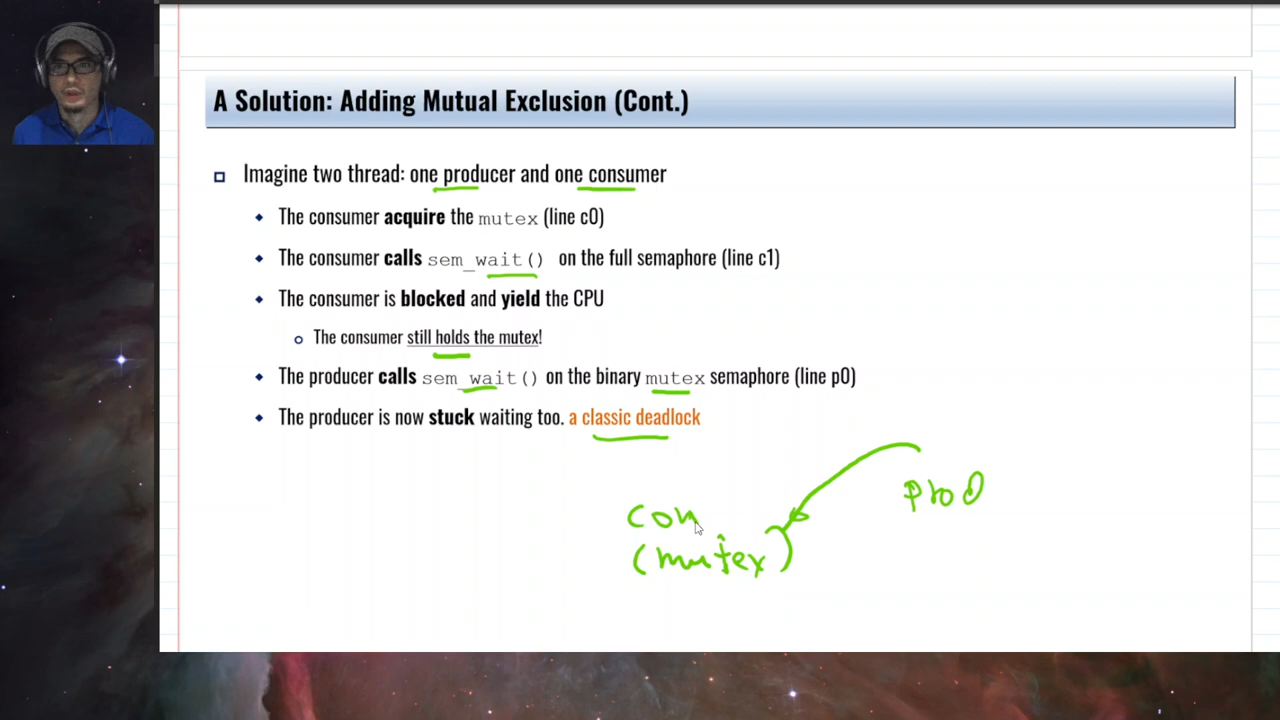 A Solution: Adding Mutual Exclusion (Cont.)
Imagine two thread: one producer and one consumer
The consumer acquire the mutex (line c0)
The consumer calls sem_wait() on the full semaphore (line c1)
The consumer is blocked and yield the CPU
The consumer still holds the mutex!
The producer calls sem_wait() on the binary mutex semaphore (line p0)
The producer is now stuck waiting too. a classic deadlock
prod
con
(mutex)